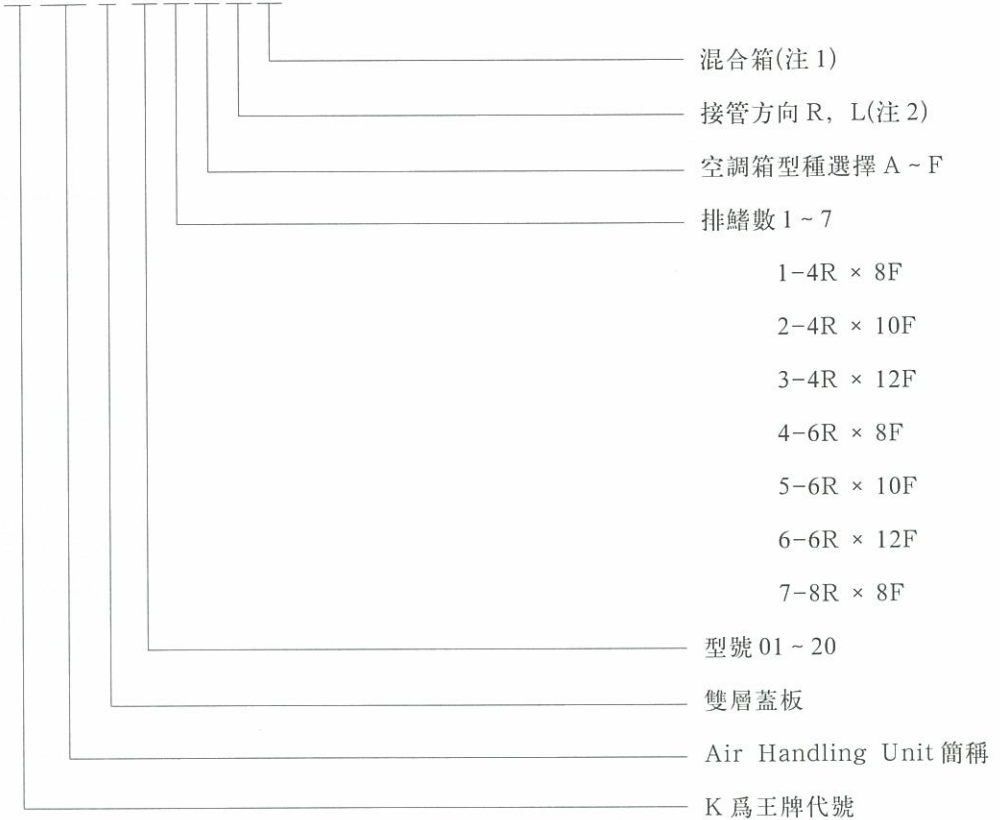 混合箱(注1)
接管方向 R, L(注2)
空調箱型種選擇 A ~ F
排鰭數 1 ~ 7
1-4R × 8F
2-4R × 10F
3-4R × 12F
4-6R × 8F
5-6R × 10F
6-6R × 12F
7-8R × 8F
型號 01 ~ 20
雙層蓋板
Air Handling Unit 簡稱
K 爲王牌代號